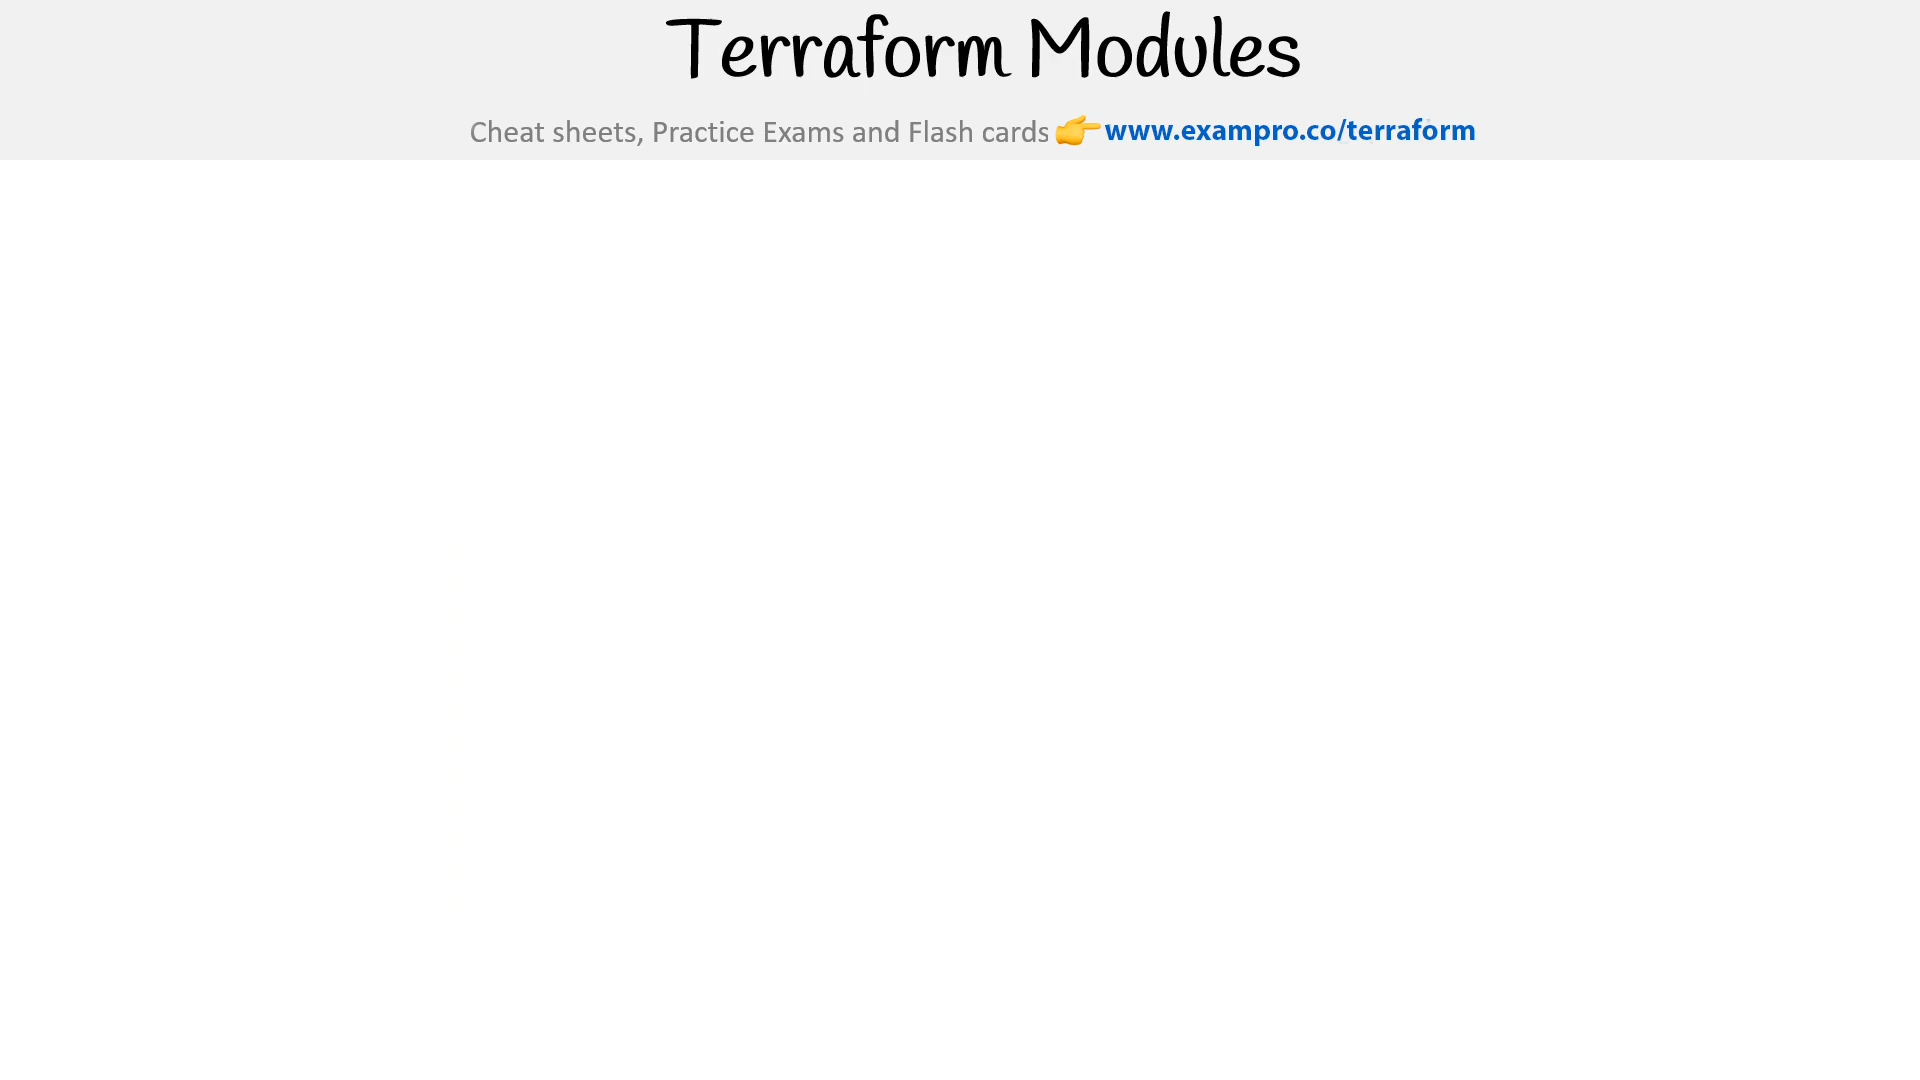 Terraform Modules
Cheat sheets, Practice Exams and Flash cards 👉www.exampro.co/terraform